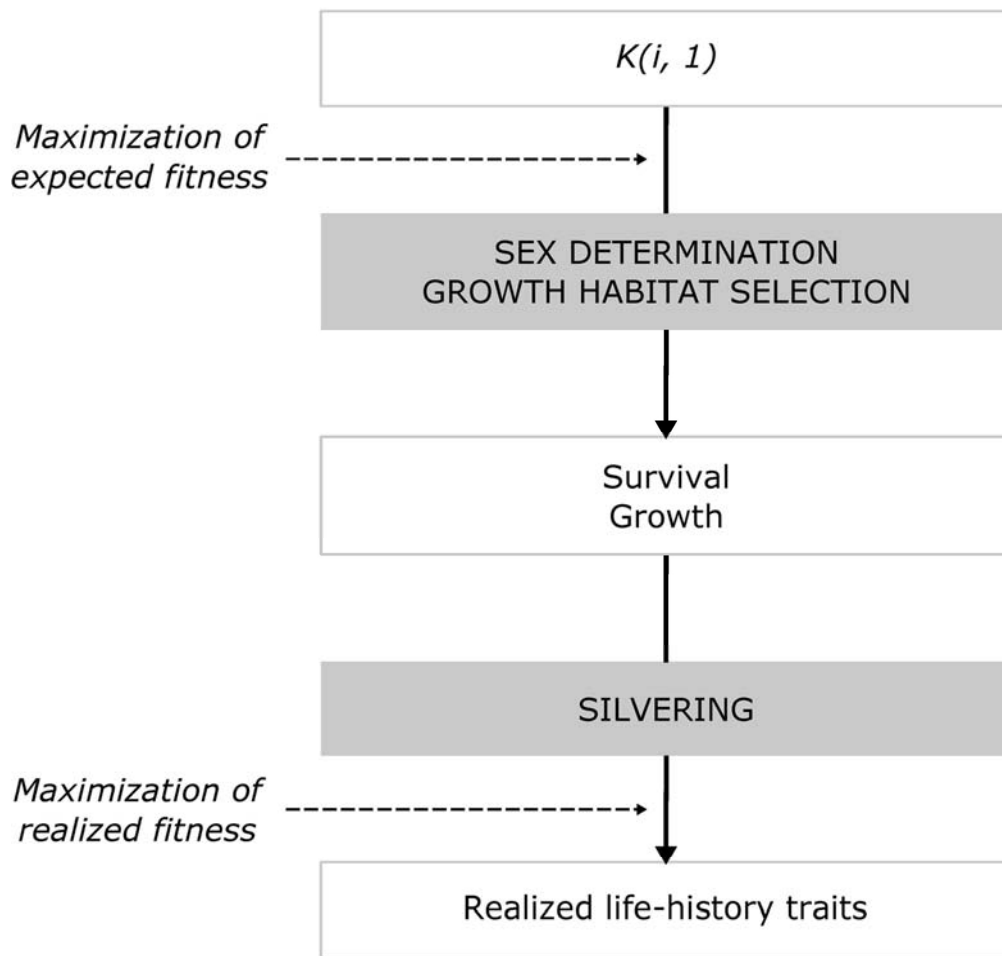 K(i, 1)
Maximization of
expected fitness
SEX DETERMINATION
GROWTH HABITAT SELECTION
Survival
Growth
SILVERING
Maximization of
realized fitness
Realized life-history traits